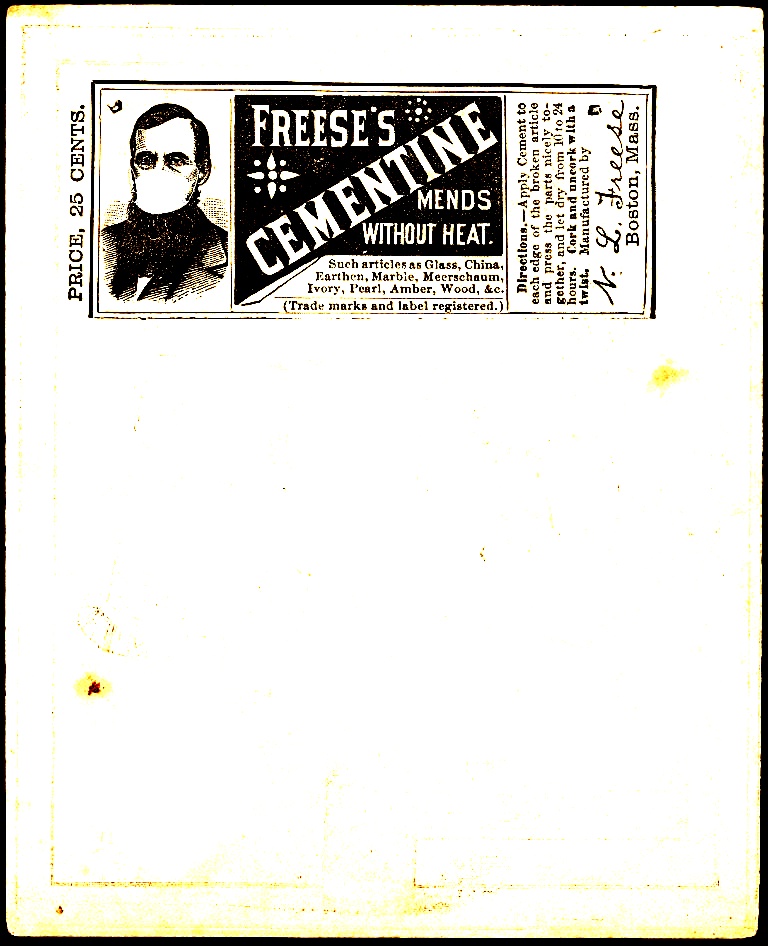 PRICE, 25 CENTS.
FREESE'S
CEMENTINE
MENDS
WITHOUT HEAT.
Such articles as Glass, China,
Earthen, Marble, Meerschaum,
Ivory, Pearl, Amber, Wood, &c.
(Trade marks and label registered.)
Directions.—Apply Cement to
each edge of the broken article
and press the parts nicely to-
gether, and let dry from 10 to 24
hours. Cork and uncork with a
twist. Manufactured by
N. L. Freese
Boston, Mass.